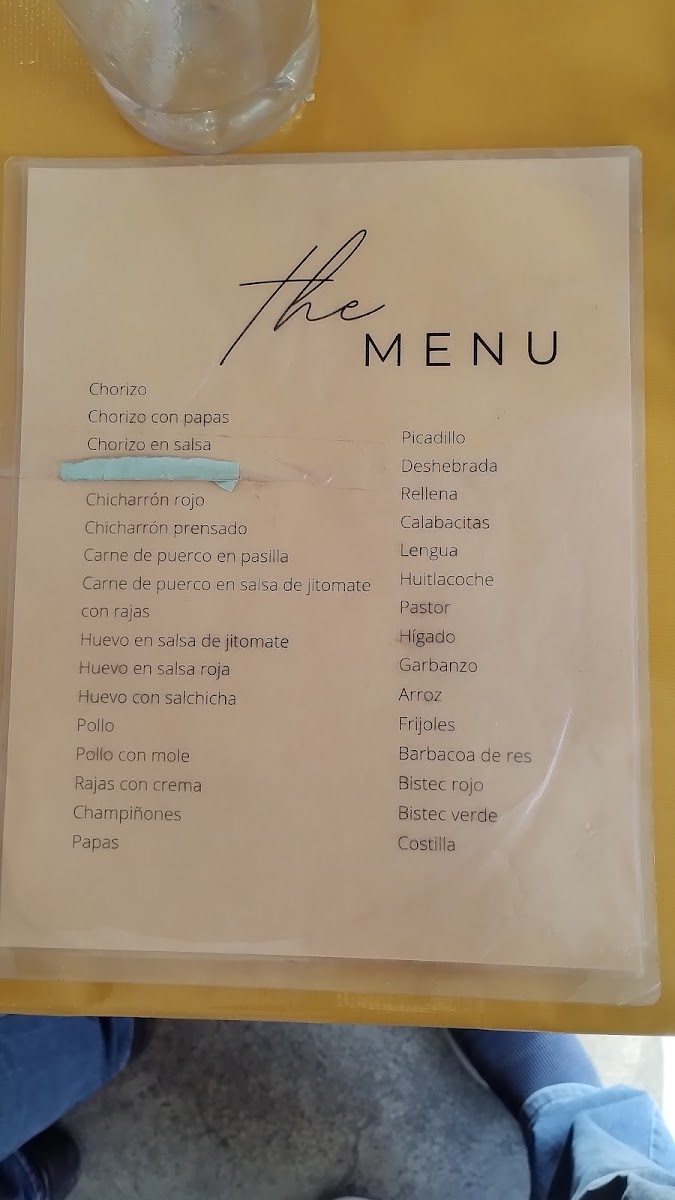 the
MENU
Chorizo
Chorizo con papas
Chorizo en salsa
Chicharrón rojo
Chicharrón prensado
Carne de puerco en pasilla
Carne de puerco en salsa de jitomate
con rajas
Huevo en salsa de jitomate
Huevo en salsa roja
Huevo con salchicha
Pollo
Pollo con mole
Rajas con crema
Champiñones
Papas
Picadillo
Deshebrada
Rellena
Calabacitas
Lengua
Huitlacoche
Pastor
Hígado
Garbanzo
Arroz
Frijoles
Barbacoa de res
Bistec rojo
Bistec verde
Costilla